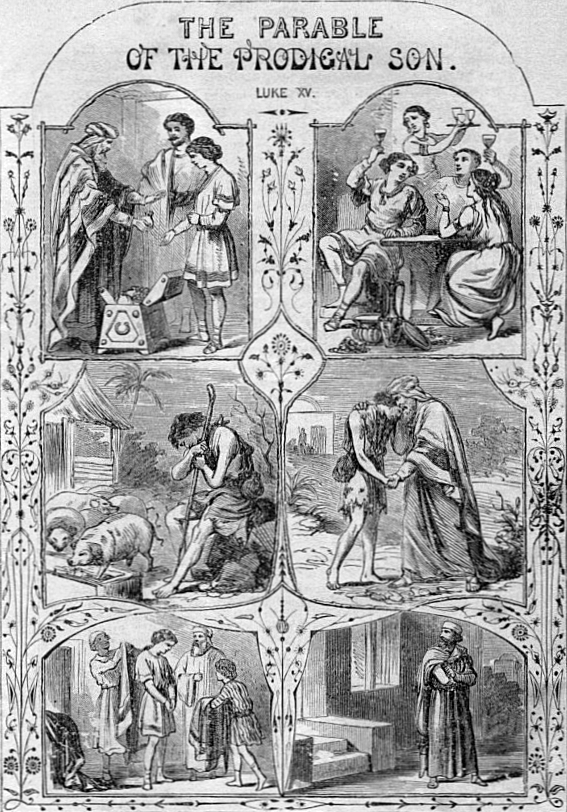 THE PARABLE
OF THE PRODIGAL SON.
LUKE XV.